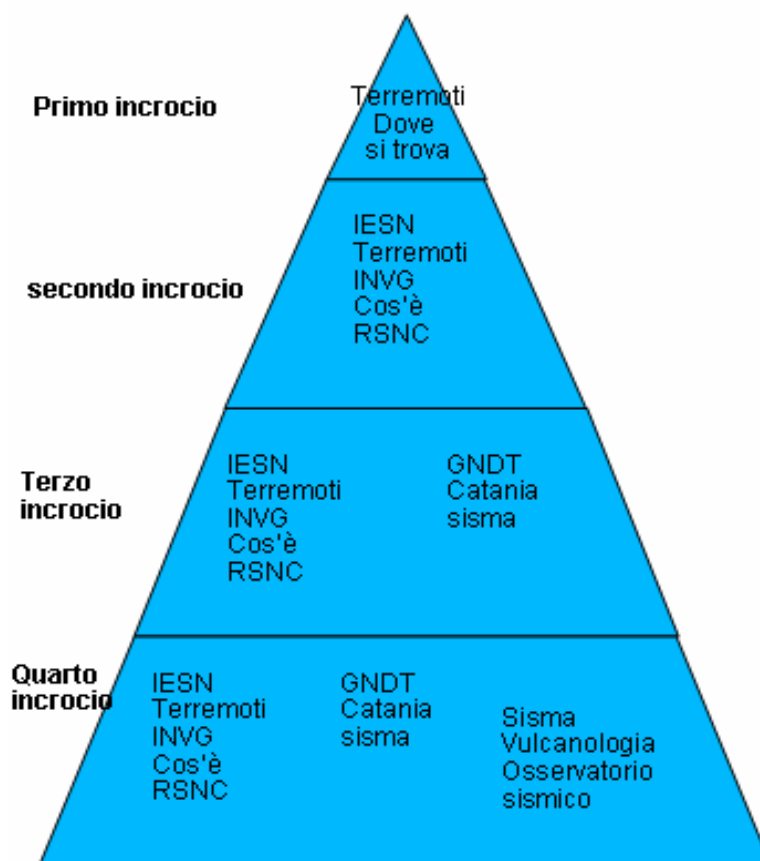 Primo incrocio
Terremoti
Dove
si trova
secondo incrocio
IESN
Terremoti
INVG
Cos'è
RSNC
Terzo
incrocio
IESN
Terremoti
INVG
Cos'è
RSNC
GNDT
Catania
sisma
Quarto
incrocio
IESN
Terremoti
INVG
Cos'è
RSNC
GNDT
Catania
sisma
Sisma
Vulcanologia
Osservatorio
sismico